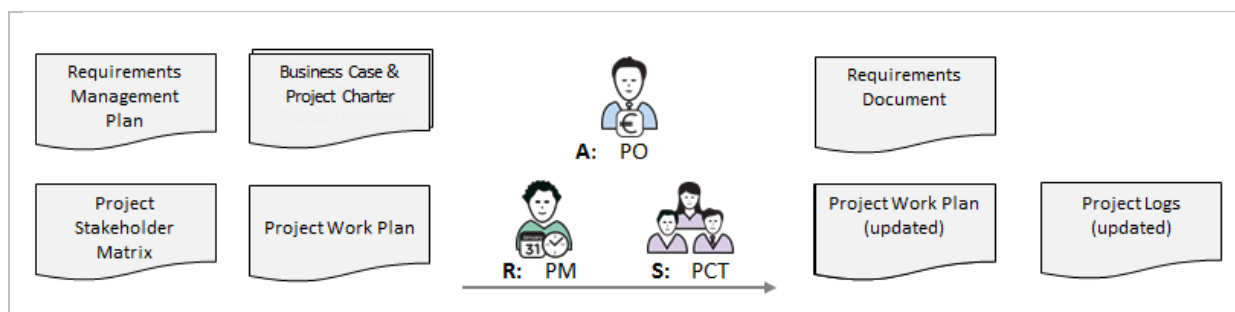 Requirements
Management
Plan
Business Case &
Project Charter
Requirements
Document
€
A: PO
Project
Stakeholder
Matrix
Project Work Plan
31
R: PM
S: PCT
Project Work Plan
(updated)
Project Logs
(updated)